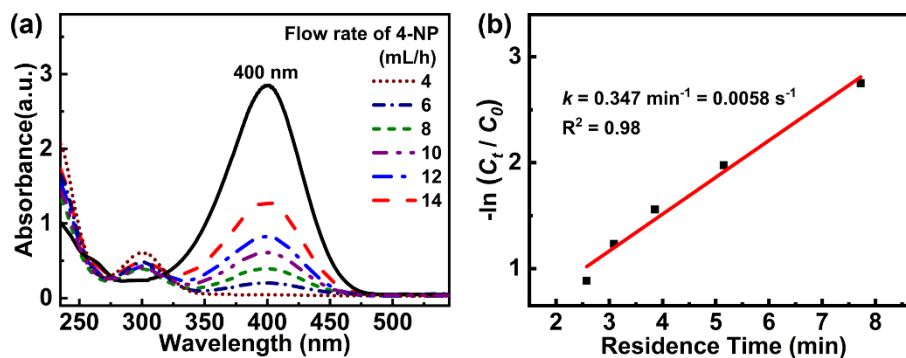 (a)
Flow rate of 4-NP
(mL/h)
400 nm
4
6
8
10
12
14
Absorbance(a.u.)
3
2
1
0
250 300 350 400 450 500
Wavelength (nm)
(b)
k = 0.347 min⁻¹ = 0.0058 s⁻¹
R² = 0.98
-ln (Cₜ / C₀)
3
2
1
2 3 4 5 6 7 8
Residence Time (min)